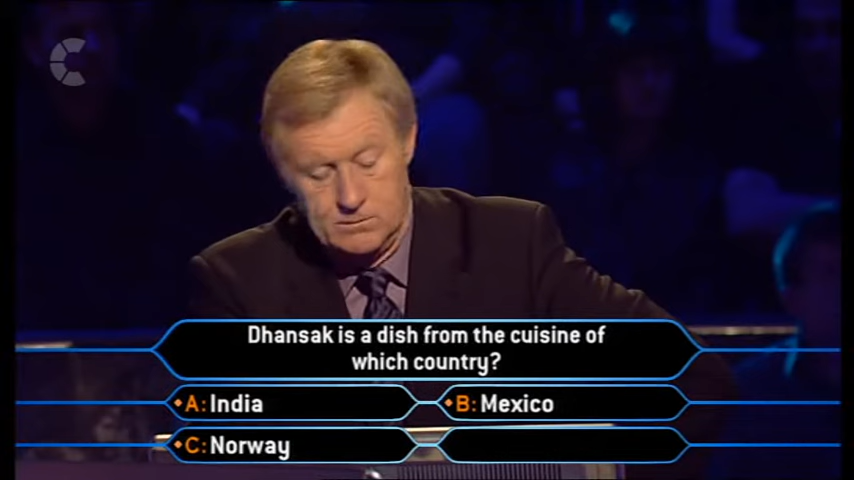 Dhansak is a dish from the cuisine of
which country?
A: India
B: Mexico
C: Norway